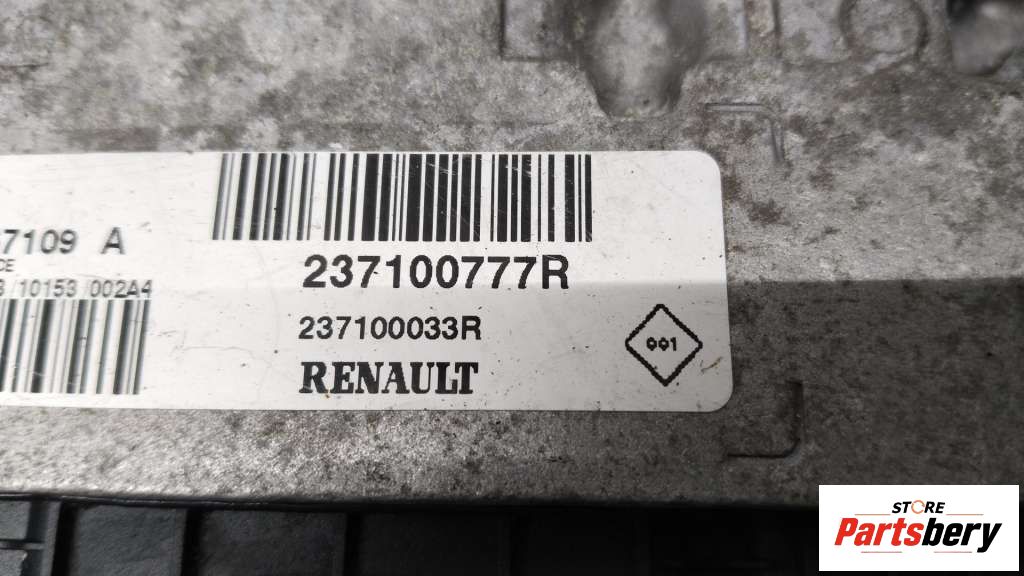 7109 A
237100777R
/10153 /002A4
237100033R
001
RENAULT
STORE
Partsbery